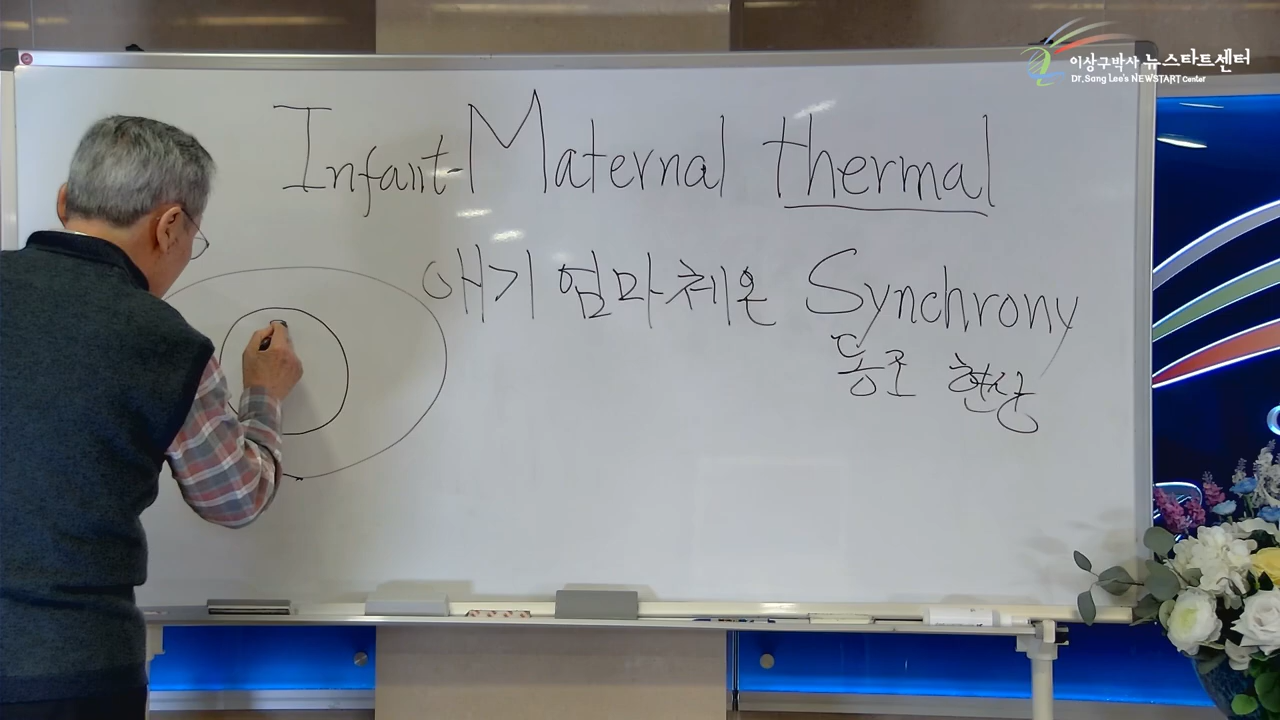 이상구박사 뉴스타트센터
Dr. Sang Lee's NEWSTART Center
Infant-Maternal thermal
애기 엄마 체온 Synchrony
동조 현상